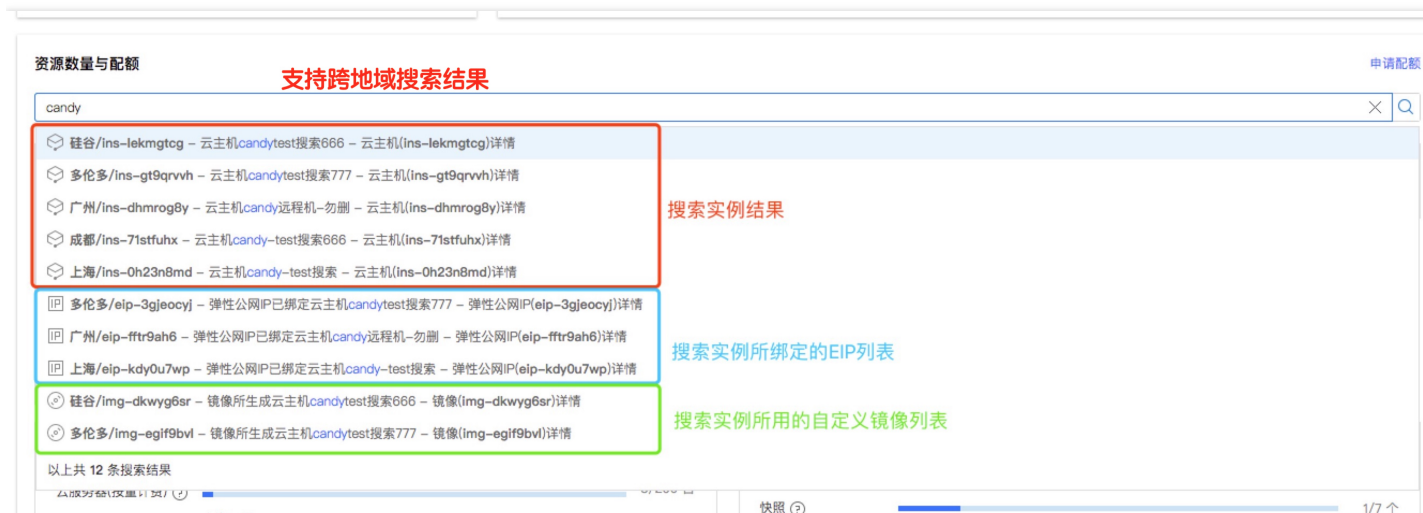 资源数量与配额
申请配额
支持跨地域搜索结果
candy
硅谷/ins-lekmgtcg – 云主机candytest搜索666 – 云主机(ins-lekmgtcg)详情
多伦多/ins-gt9qrvvh – 云主机candytest搜索777 – 云主机(ins-gt9qrvvh)详情
广州/ins-dhmrog8y – 云主机candy远程机-勿删 – 云主机(ins-dhmrog8y)详情
搜索实例结果
成都/ins-71stfuhx – 云主机candy-test搜索666 – 云主机(ins-71stfuhx)详情
上海/ins-0h23n8md – 云主机candy-test搜索 – 云主机(ins-0h23n8md)详情
IP 多伦多/eip-3gjeocyj – 弹性公网IP已绑定云主机candytest搜索777 – 弹性公网IP(eip-3gjeocyj)详情
IP 广州/eip-fftr9ah6 – 弹性公网IP已绑定云主机candy远程机-勿删 – 弹性公网IP(eip-fftr9ah6)详情
搜索实例所绑定的EIP列表
IP 上海/eip-kdy0u7wp – 弹性公网IP已绑定云主机candy-test搜索 – 弹性公网IP(eip-kdy0u7wp)详情
硅谷/img-dkwyg6sr – 镜像所生成云主机candytest搜索666 – 镜像(img-dkwyg6sr)详情
搜索实例所用的自定义镜像列表
多伦多/img-egif9bvl – 镜像所生成云主机candytest搜索777 – 镜像(img-egif9bvl)详情
以上共 12 条搜索结果
云服务器(按量计费)
快照
1/7 个